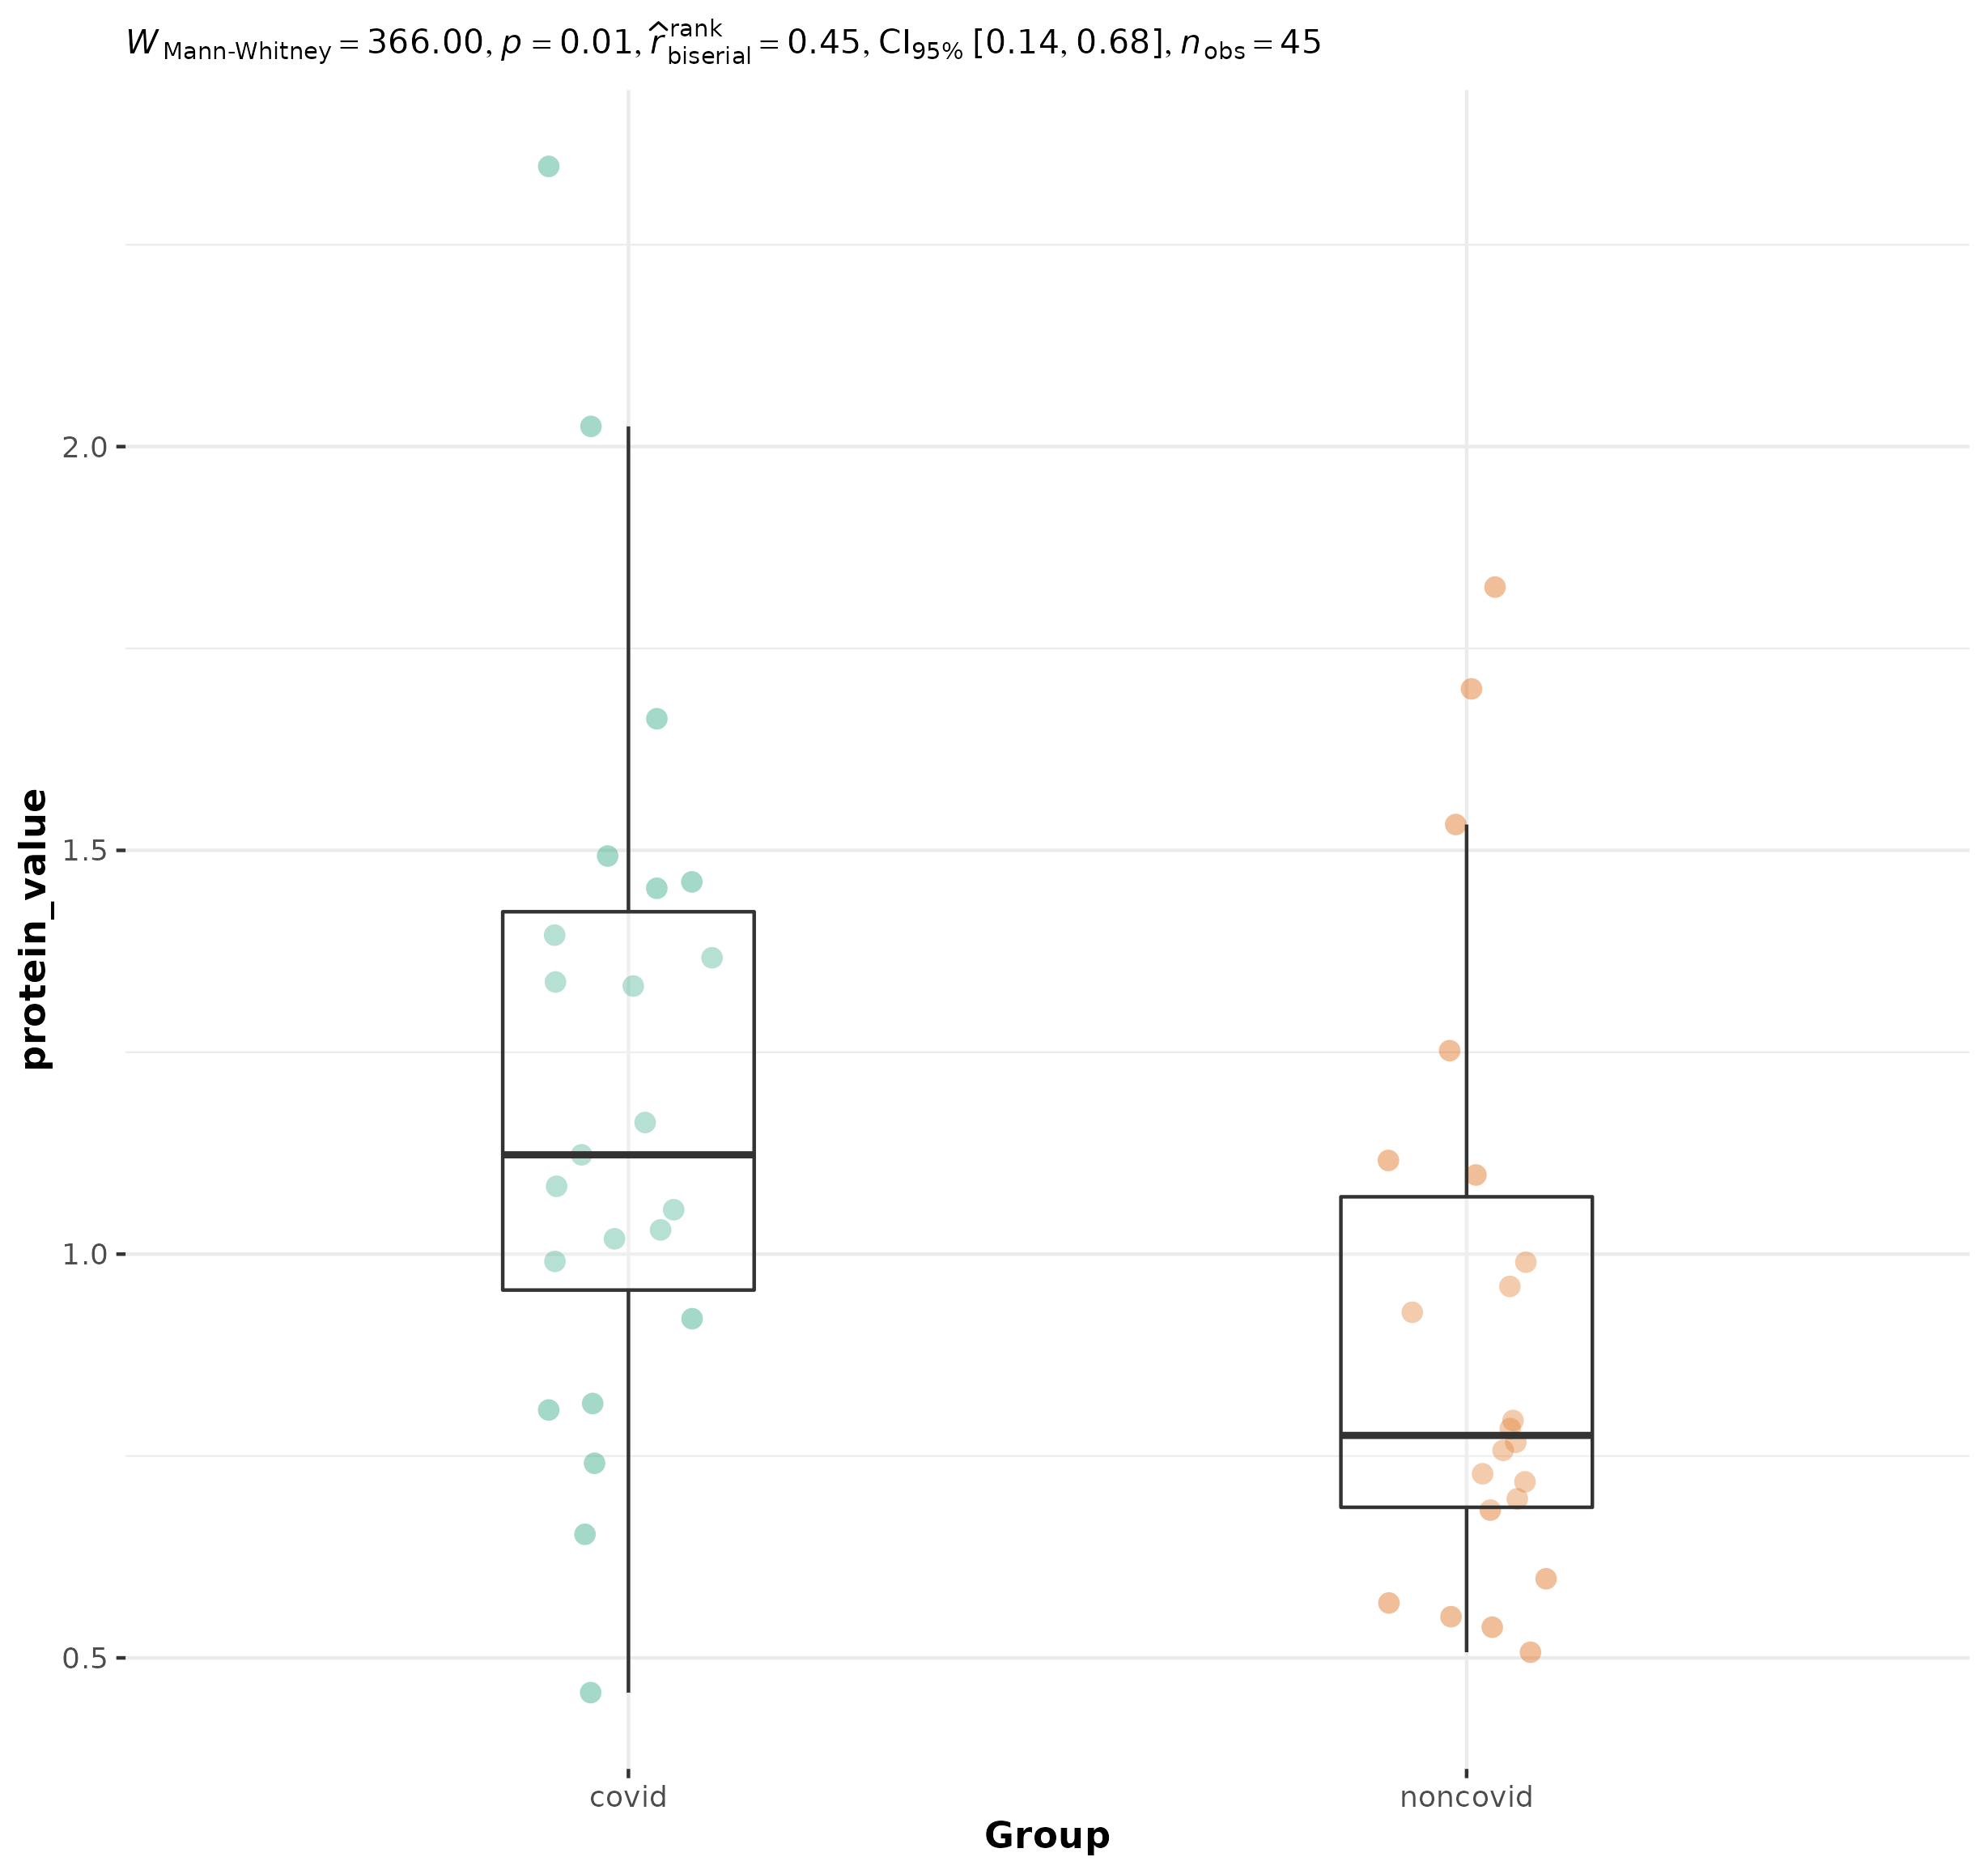 W Mann-Whitney = 366.00, p = 0.01, r̂ rank biserial = 0.45, CI95% [0.14, 0.68], nobs = 45
protein_value
2.0
1.5
1.0
0.5
covid noncovid
Group